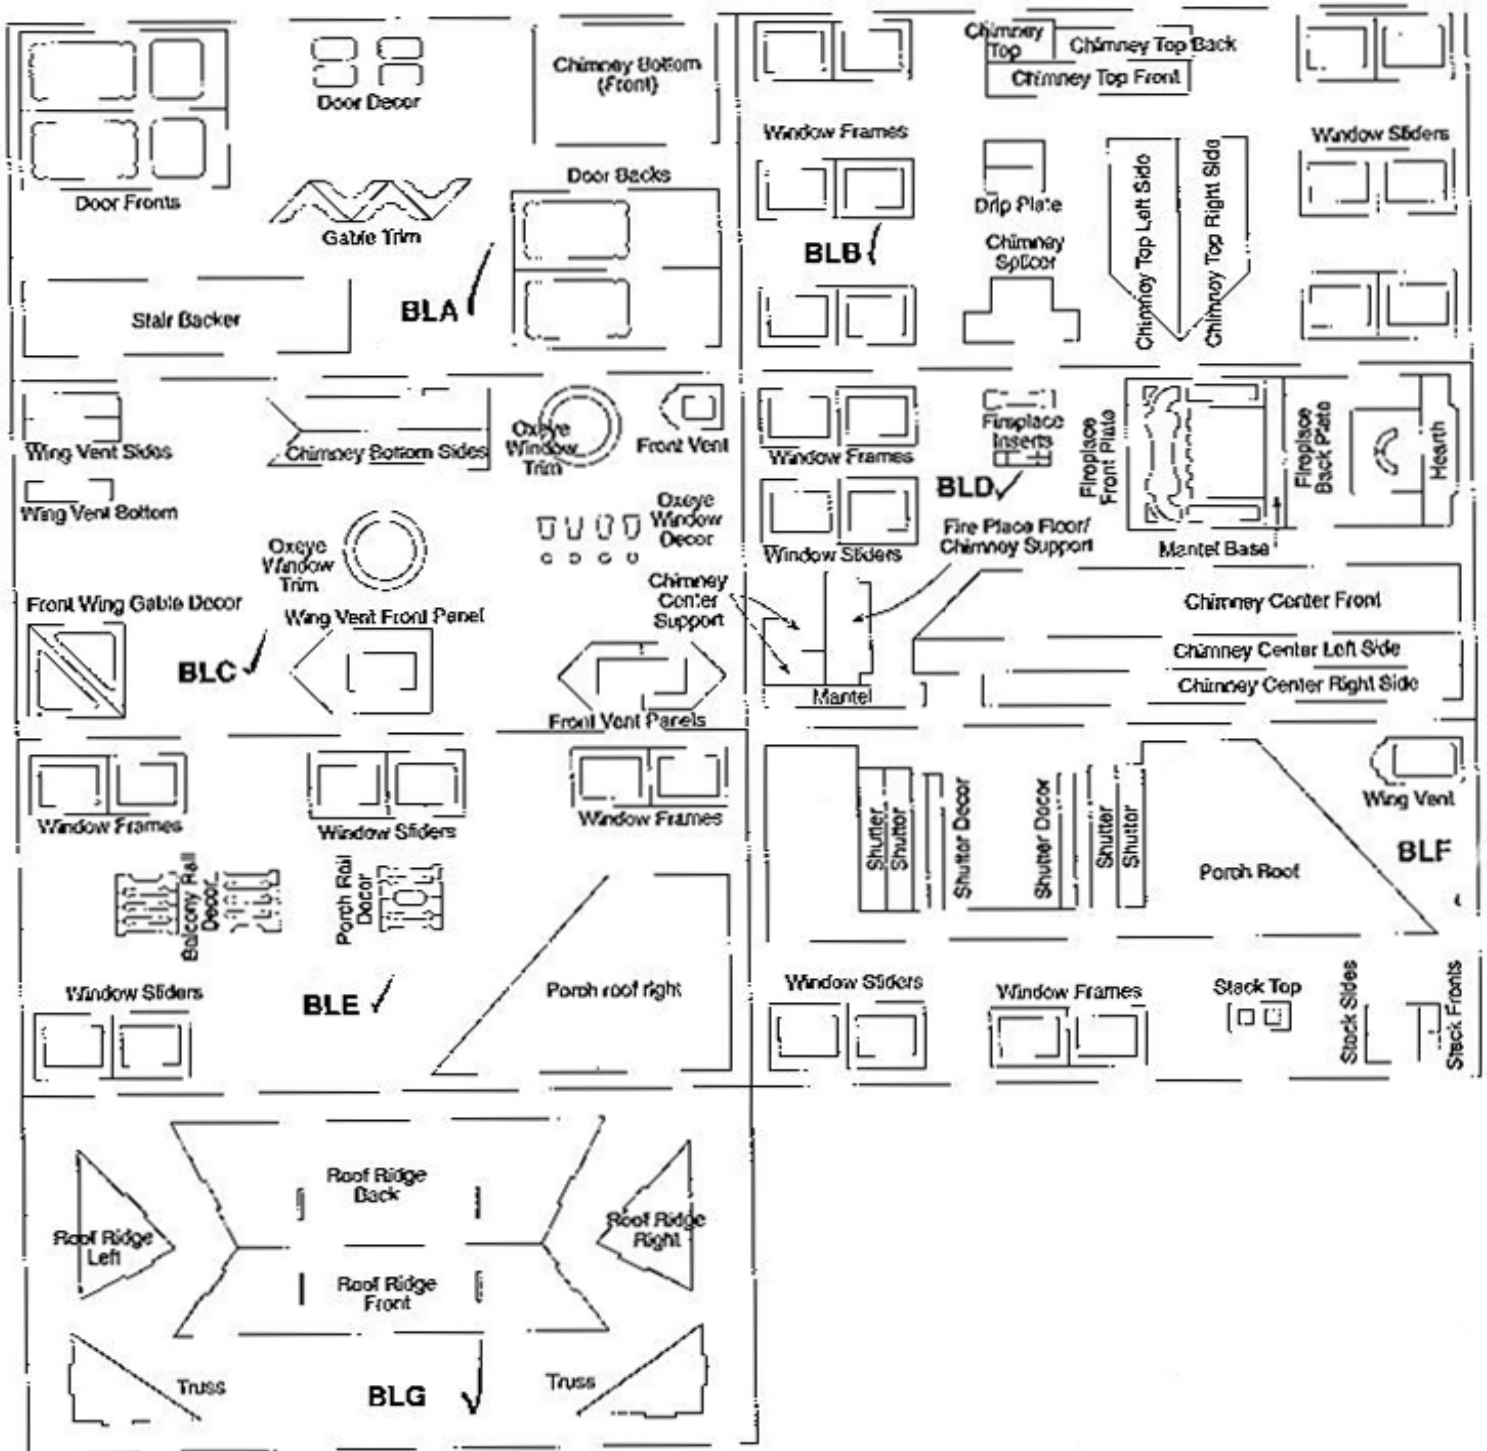 Door Decor
Chimney Bottom
(Front)
Door Fronts
Gable Trim
Door Backs
Stair Backer
BLA
Chimney
Top
Chimney Top Back
Chimney Top Front
Window Frames
Window Sliders
Drip Plate
Chimney Top Left Side
Chimney Top Right Side
BLB
Chimney
Splicer
Wing Vent Sides
Chimney Bottom Sides
Oxeye
Window
Trim
Front Vent
Wing Vent Bottom
Oxeye
Window
Trim
Oxeye
Window
Decor
Front Wing Gable Decor
Wing Vent Front Panel
BLC
Front Vent Panels
Window Frames
Fireplace
Inserts
Fireplace
Front Plate
Fireplace
Back Plate
Hearth
BLD
Window Sliders
Fire Place Floor/
Chimney Support
Mantel Base
Chimney
Center
Support
Mantel
Chimney Center Front
Chimney Center Left Side
Chimney Center Right Side
Window Frames
Window Sliders
Window Frames
Balcony Rail
Decor
Porch Rail
Decor
Window Sliders
BLE
Porch roof right
Shutter
Shutter
Shutter Decor
Shutter Decor
Shutter
Shutter
Porch Roof
Wing Vent
BLF
Window Sliders
Window Frames
Stack Top
Stack Sides
Stack Fronts
Roof Ridge
Back
Roof Ridge
Left
Roof Ridge
Right
Roof Ridge
Front
Truss
BLG
Truss